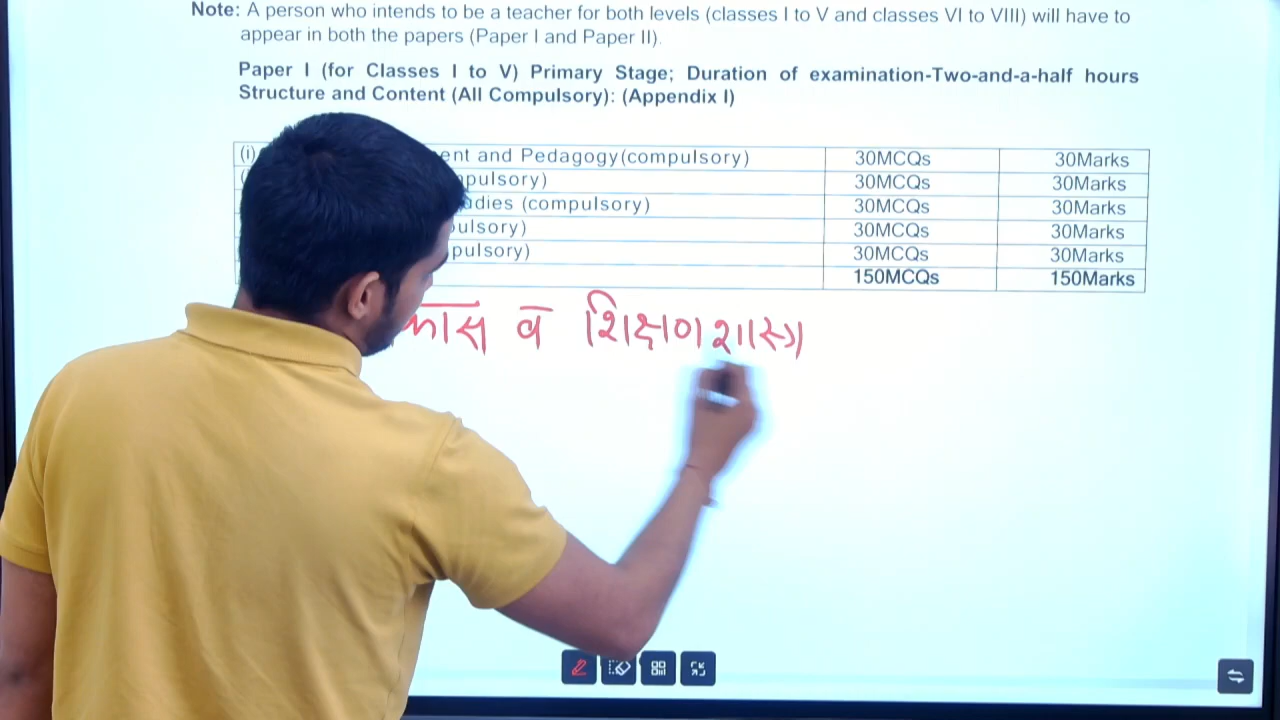 Note: A person who intends to be a teacher for both levels (classes I to V and classes VI to VIII) will have to
appear in both the papers (Paper I and Paper II).
Paper I (for Classes I to V) Primary Stage; Duration of examination-Two-and-a-half hours
Structure and Content (All Compulsory): (Appendix I)
(i) ent and Pedagogy(compulsory) 30MCQs 30Marks
pulsory) 30MCQs 30Marks
dies (compulsory) 30MCQs 30Marks
ulsory) 30MCQs 30Marks
pulsory) 30MCQs 30Marks
150MCQs 150Marks
कास व शिक्षण शास्त्र